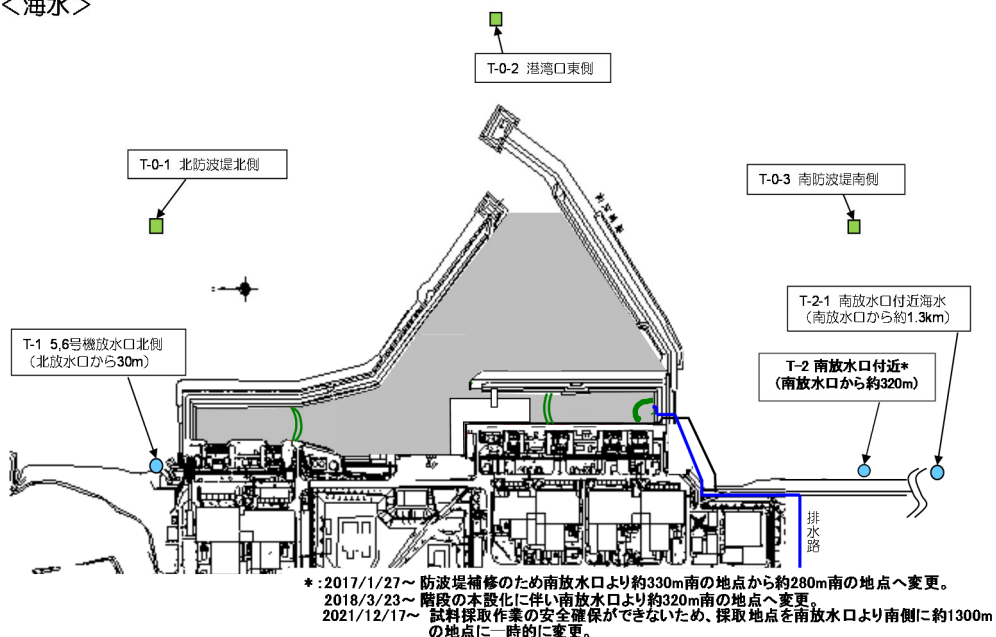 ＜海水＞
T-0-2 港湾口東側
T-0-1 北防波堤北側
T-0-3 南防波堤南側
T-2-1 南放水口付近海水
（南放水口から約1.3km）
T-1 5,6号機放水口北側
（北放水口から30m）
T-2 南放水口付近*
（南放水口から約320m）
排水路
*：2017/1/27～ 防波堤補修のため南放水口より約330m南の地点から約280m南の地点へ変更。
2018/3/23～ 階段の本設化に伴い南放水口より約320m南の地点へ変更。
2021/12/17～ 試料採取作業の安全確保ができないため、採取地点を南放水口より南側に約1300m
の地点に一時的に変更。